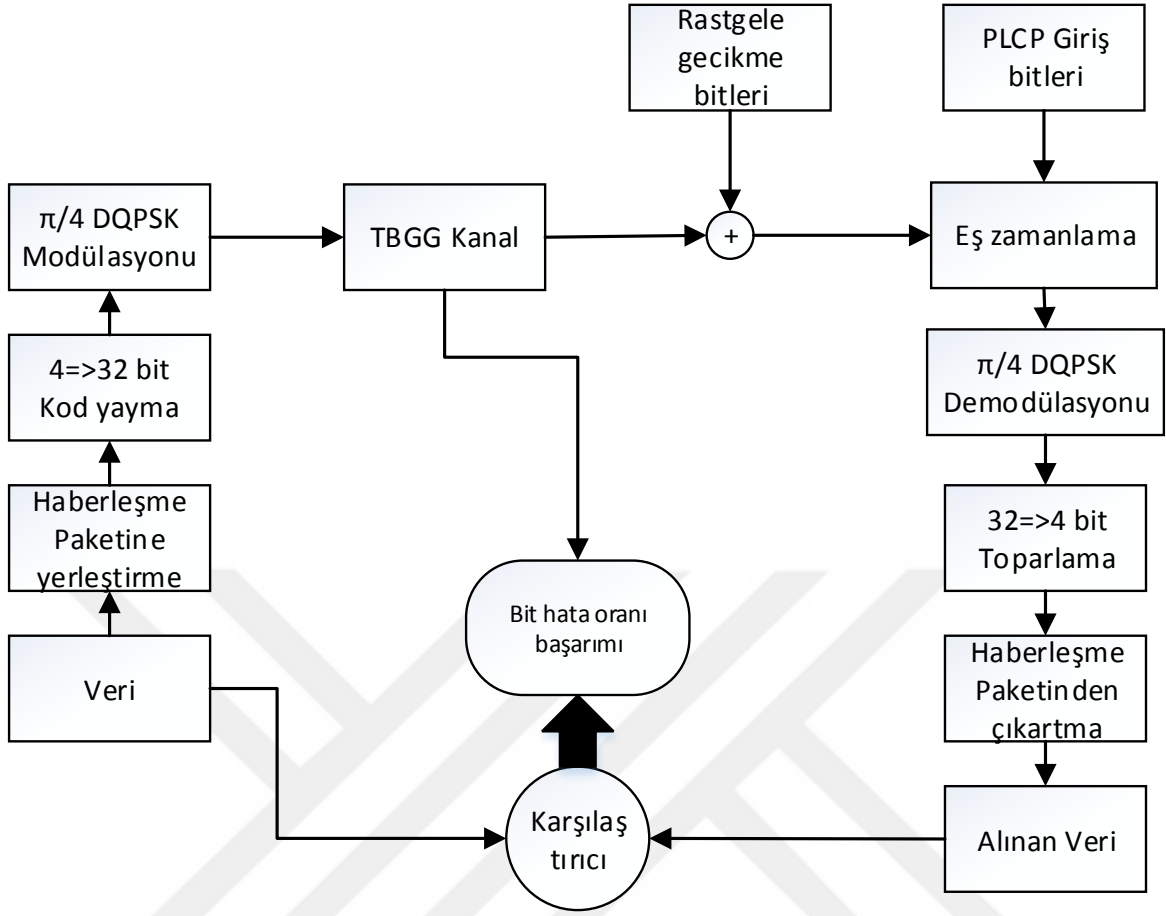 Rastgele
gecikme
bitleri
PLCP Giriş
bitleri
π/4 DQPSK
Modülasyonu
TBGG Kanal
+
Eş zamanlama
4=>32 bit
Kod yayma
π/4 DQPSK
Demodülasyonu
Haberleşme
Paketine
yerleştirme
32=>4 bit
Toparlama
Bit hata oranı
başarımı
Veri
Haberleşme
Paketinden
çıkartma
Karşılaş
tırıcı
Alınan Veri